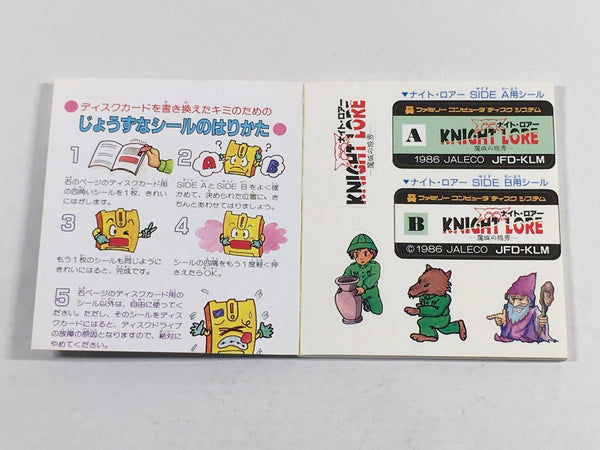 ディスクカードを書き換えたキミのための
じょうずなシールのはりかた
1
右のページのディスクカード用
の四角いシールを1枚、きれい
にはがします。
2
A
B
SIDE AとSIDE Bをよく確
かめて、決められた位置に、き
ちんとあわせてはりましょう。
3
もう1枚のシールも同じように
きれいにはると、完成です。
4
シールの四隅をもう1度軽く押
さえたらOK。
5
右ページのディスクカード用の
シール以外は、自由に使ってく
ださい。ただし、そのシールをディス
クカードにはると、ディスクドライブ
の故障の原因となりますので、絶対に
やめてください。
ナイト・ロアー
KNIGHT LORE
▼ナイト・ロアー SIDE A用シール
ファミリー コンピュータ ディスク システム
A
ナイト・ロアー
KNIGHT LORE
1986 JALECO JFD-KLM
▼ナイト・ロアー SIDE B用シール
ファミリー コンピュータ ディスク システム
B
ナイト・ロアー
KNIGHT LORE
©1986 JALECO JFD-KLM